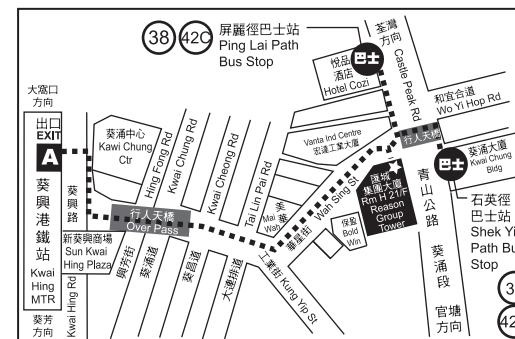 38 42C
屏麗徑巴士站
Ping Lai Path
Bus Stop
荃灣
方向
Castle Peak Rd
悅品
酒店
Hotel Cozi
巴士
和宜合道
Wo Yi Hop Rd
大窩口
方向
出口
EXIT
A
葵興港鐵站
Kwai
Hing
MTR
葵芳
方向
葵興路
Kwai Hing Rd
葵涌中心
Kawi Chung
Ctr
Hing Fong Rd
Kwai Chung Rd
Kwai Cheong Rd
Tai Lin Pai Rd
Vanta Ind Centre
宏達工業大廈
行人天橋
巴士
葵涌大廈
Kwai Chung
Bldg
美華
Mai
Wah
Wah Sing St
華星街
匯城
集團大廈
Rm H 21/F
Reason
Group
Tower
保盈
Bold
Win
青山公路
葵涌段
官塘
方向
石英徑
巴士站
Shek Yi
Path Bu
Stop
3
42
行人天橋
Over Pass
新葵興商場
Sun Kwai
Hing Plaza
興芳街
葵涌道
葵昌道
大連排道
工業街 Kung Yip St